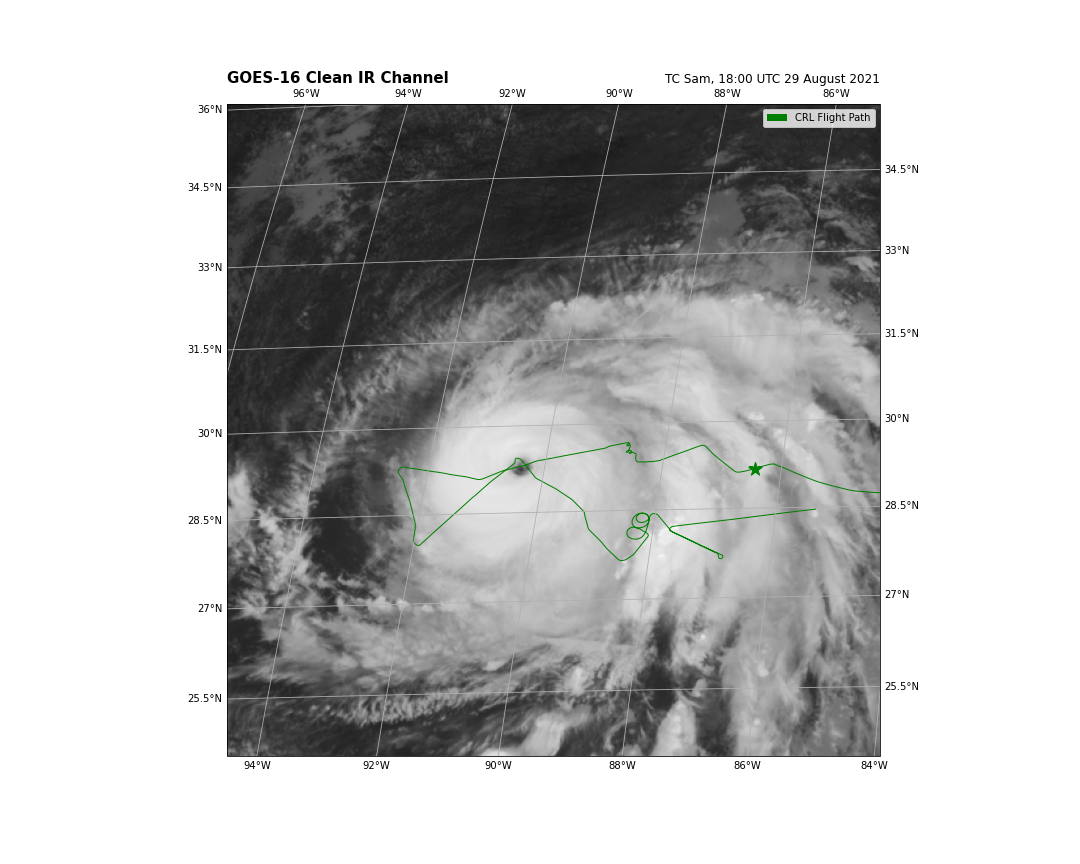 GOES-16 Clean IR Channel
TC Sam, 18:00 UTC 29 August 2021
96°W 94°W 92°W 90°W 88°W 86°W
CRL Flight Path
36°N
34.5°N
34.5°N
33°N
33°N
31.5°N
31.5°N
30°N
30°N
28.5°N
28.5°N
27°N
27°N
25.5°N
25.5°N
94°W 92°W 90°W 88°W 86°W 84°W